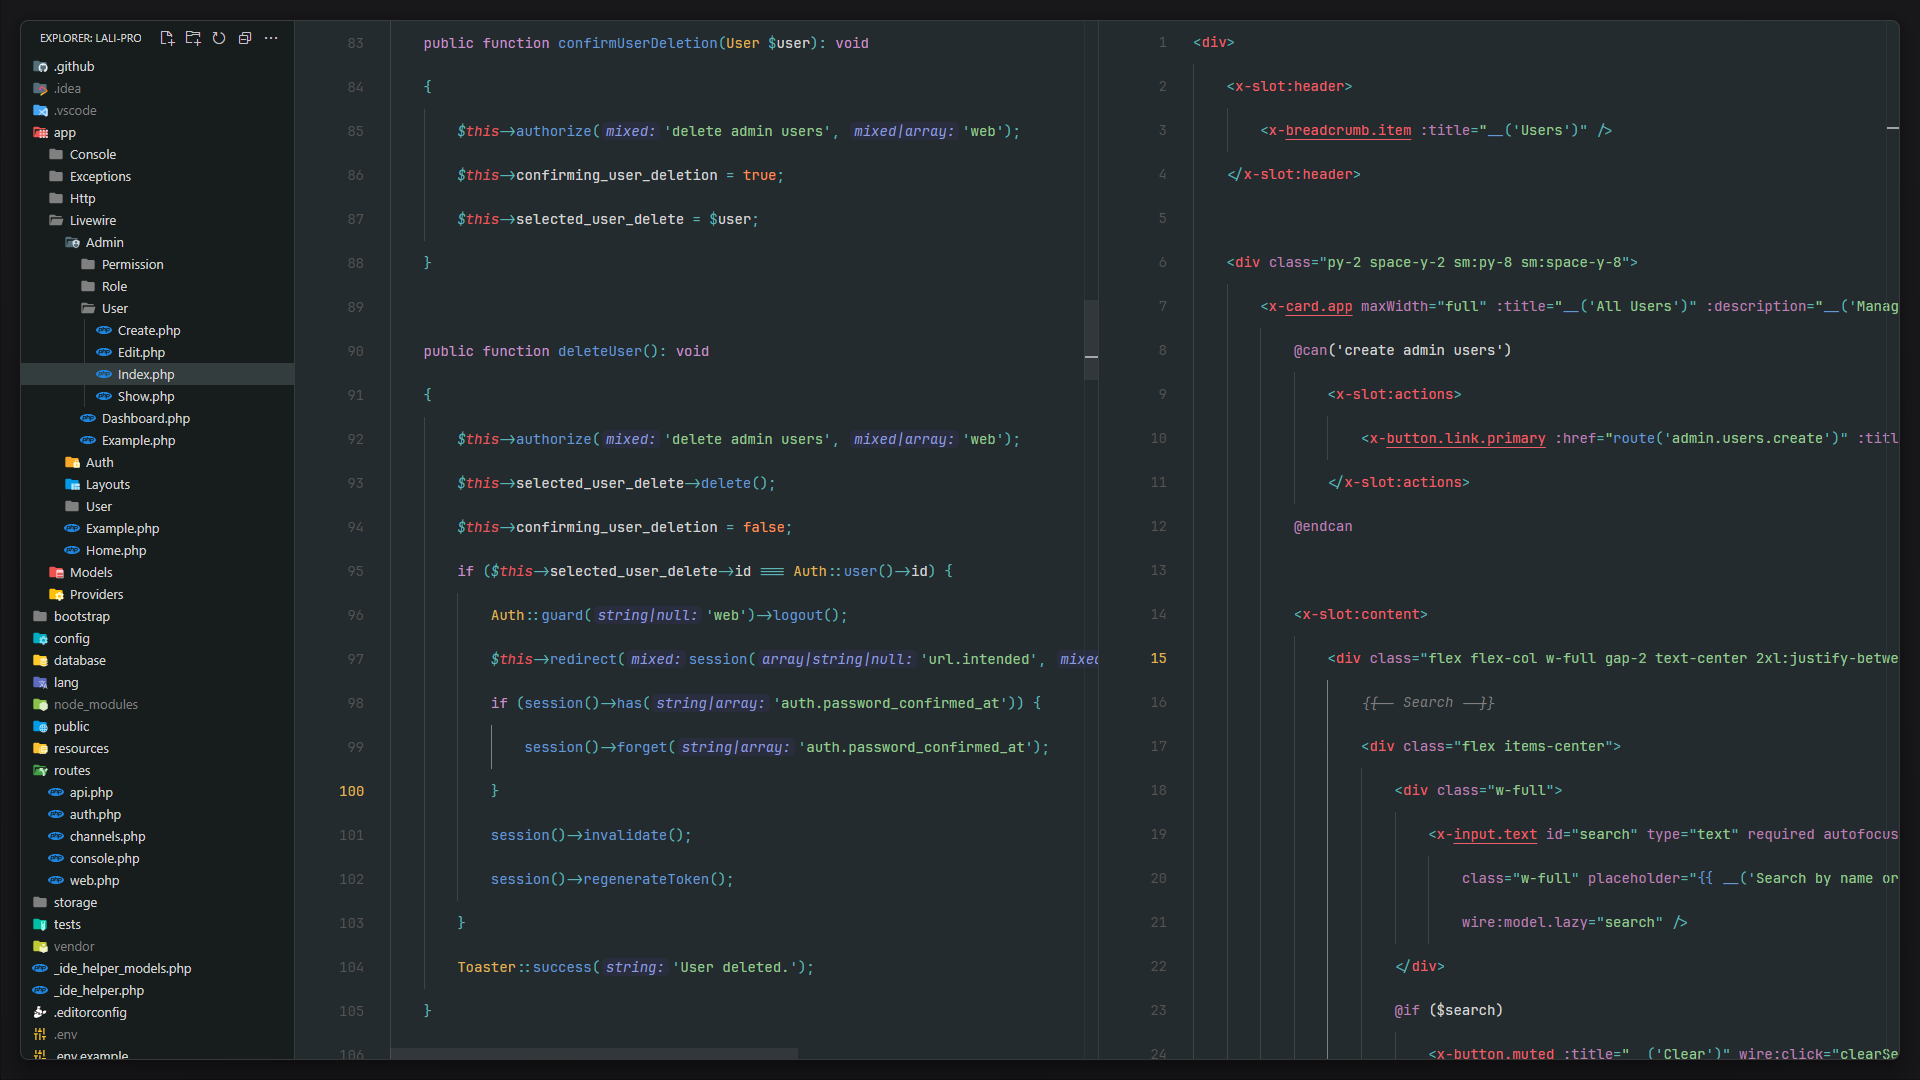 EXPLORER: LALI-PRO
.github
.idea
.vscode
app
Console
Exceptions
Http
Livewire
Admin
Permission
Role
User
Create.php
Edit.php
Index.php
Show.php
Dashboard.php
Example.php
Auth
Layouts
User
Example.php
Home.php
Models
Providers
bootstrap
config
database
lang
node_modules
public
resources
routes
api.php
auth.php
channels.php
console.php
web.php
storage
tests
vendor
_ide_helper_models.php
_ide_helper.php
.editorconfig
.env
.env.example
83 public function confirmUserDeletion(User $user): void
84 {
85 $this->authorize(mixed: 'delete admin users', mixed|array: 'web');
86 $this->confirming_user_deletion = true;
87 $this->selected_user_delete = $user;
88 }
89
90 public function deleteUser(): void
91 {
92 $this->authorize(mixed: 'delete admin users', mixed|array: 'web');
93 $this->selected_user_delete->delete();
94 $this->confirming_user_deletion = false;
95 if ($this->selected_user_delete->id === Auth::user()->id) {
96 Auth::guard(string|null: 'web')->logout();
97 $this->redirect(mixed: session(array|string|null: 'url.intended', mixed
98 if (session()->has(string|array: 'auth.password_confirmed_at')) {
99 session()->forget(string|array: 'auth.password_confirmed_at');
100 }
101 session()->invalidate();
102 session()->regenerateToken();
103 }
104 Toaster::success(string: 'User deleted.');
105 }
106
1 <div>
2 <x-slot:header>
3 <x-breadcrumb.item :title="__('Users')" />
4 </x-slot:header>
5
6 <div class="py-2 space-y-2 sm:py-8 sm:space-y-8">
7 <x-card.app maxWidth="full" :title="__('All Users')" :description="__('Manag
8 @can('create admin users')
9 <x-slot:actions>
10 <x-button.link.primary :href="route('admin.users.create')" :titl
11 </x-slot:actions>
12 @endcan
13
14 <x-slot:content>
15 <div class="flex flex-col w-full gap-2 text-center 2xl:justify-betwe
16 {{-- Search --}}
17 <div class="flex items-center">
18 <div class="w-full">
19 <x-input.text id="search" type="text" required autofocus
20 class="w-full" placeholder="{{ __('Search by name or
21 wire:model.lazy="search" />
22 </div>
23 @if ($search)
24 <x-button.muted :title="__('Clear')" wire:click="clearSe